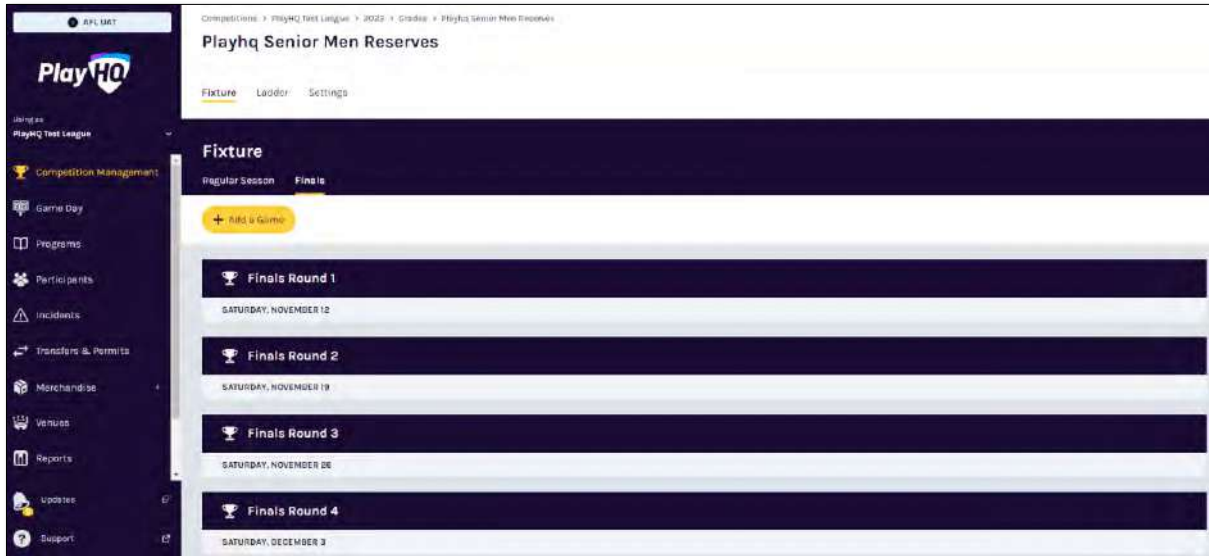 AFL UAT
PlayHQ
Using as
PlayHQ Test League
Competition Management
Game Day
Programs
Participants
Incidents
Transfers & Permits
Merchandise
Venues
Reports
Updates
Support
Competitions > PlayHQ Test League > 2023 > Grades > Playhq Senior Men Reserves
Playhq Senior Men Reserves
Fixture Ladder Settings
Fixture
Regular Season Finals
+ Add a Game
Finals Round 1
SATURDAY, NOVEMBER 12
Finals Round 2
SATURDAY, NOVEMBER 19
Finals Round 3
SATURDAY, NOVEMBER 26
Finals Round 4
SATURDAY, DECEMBER 3